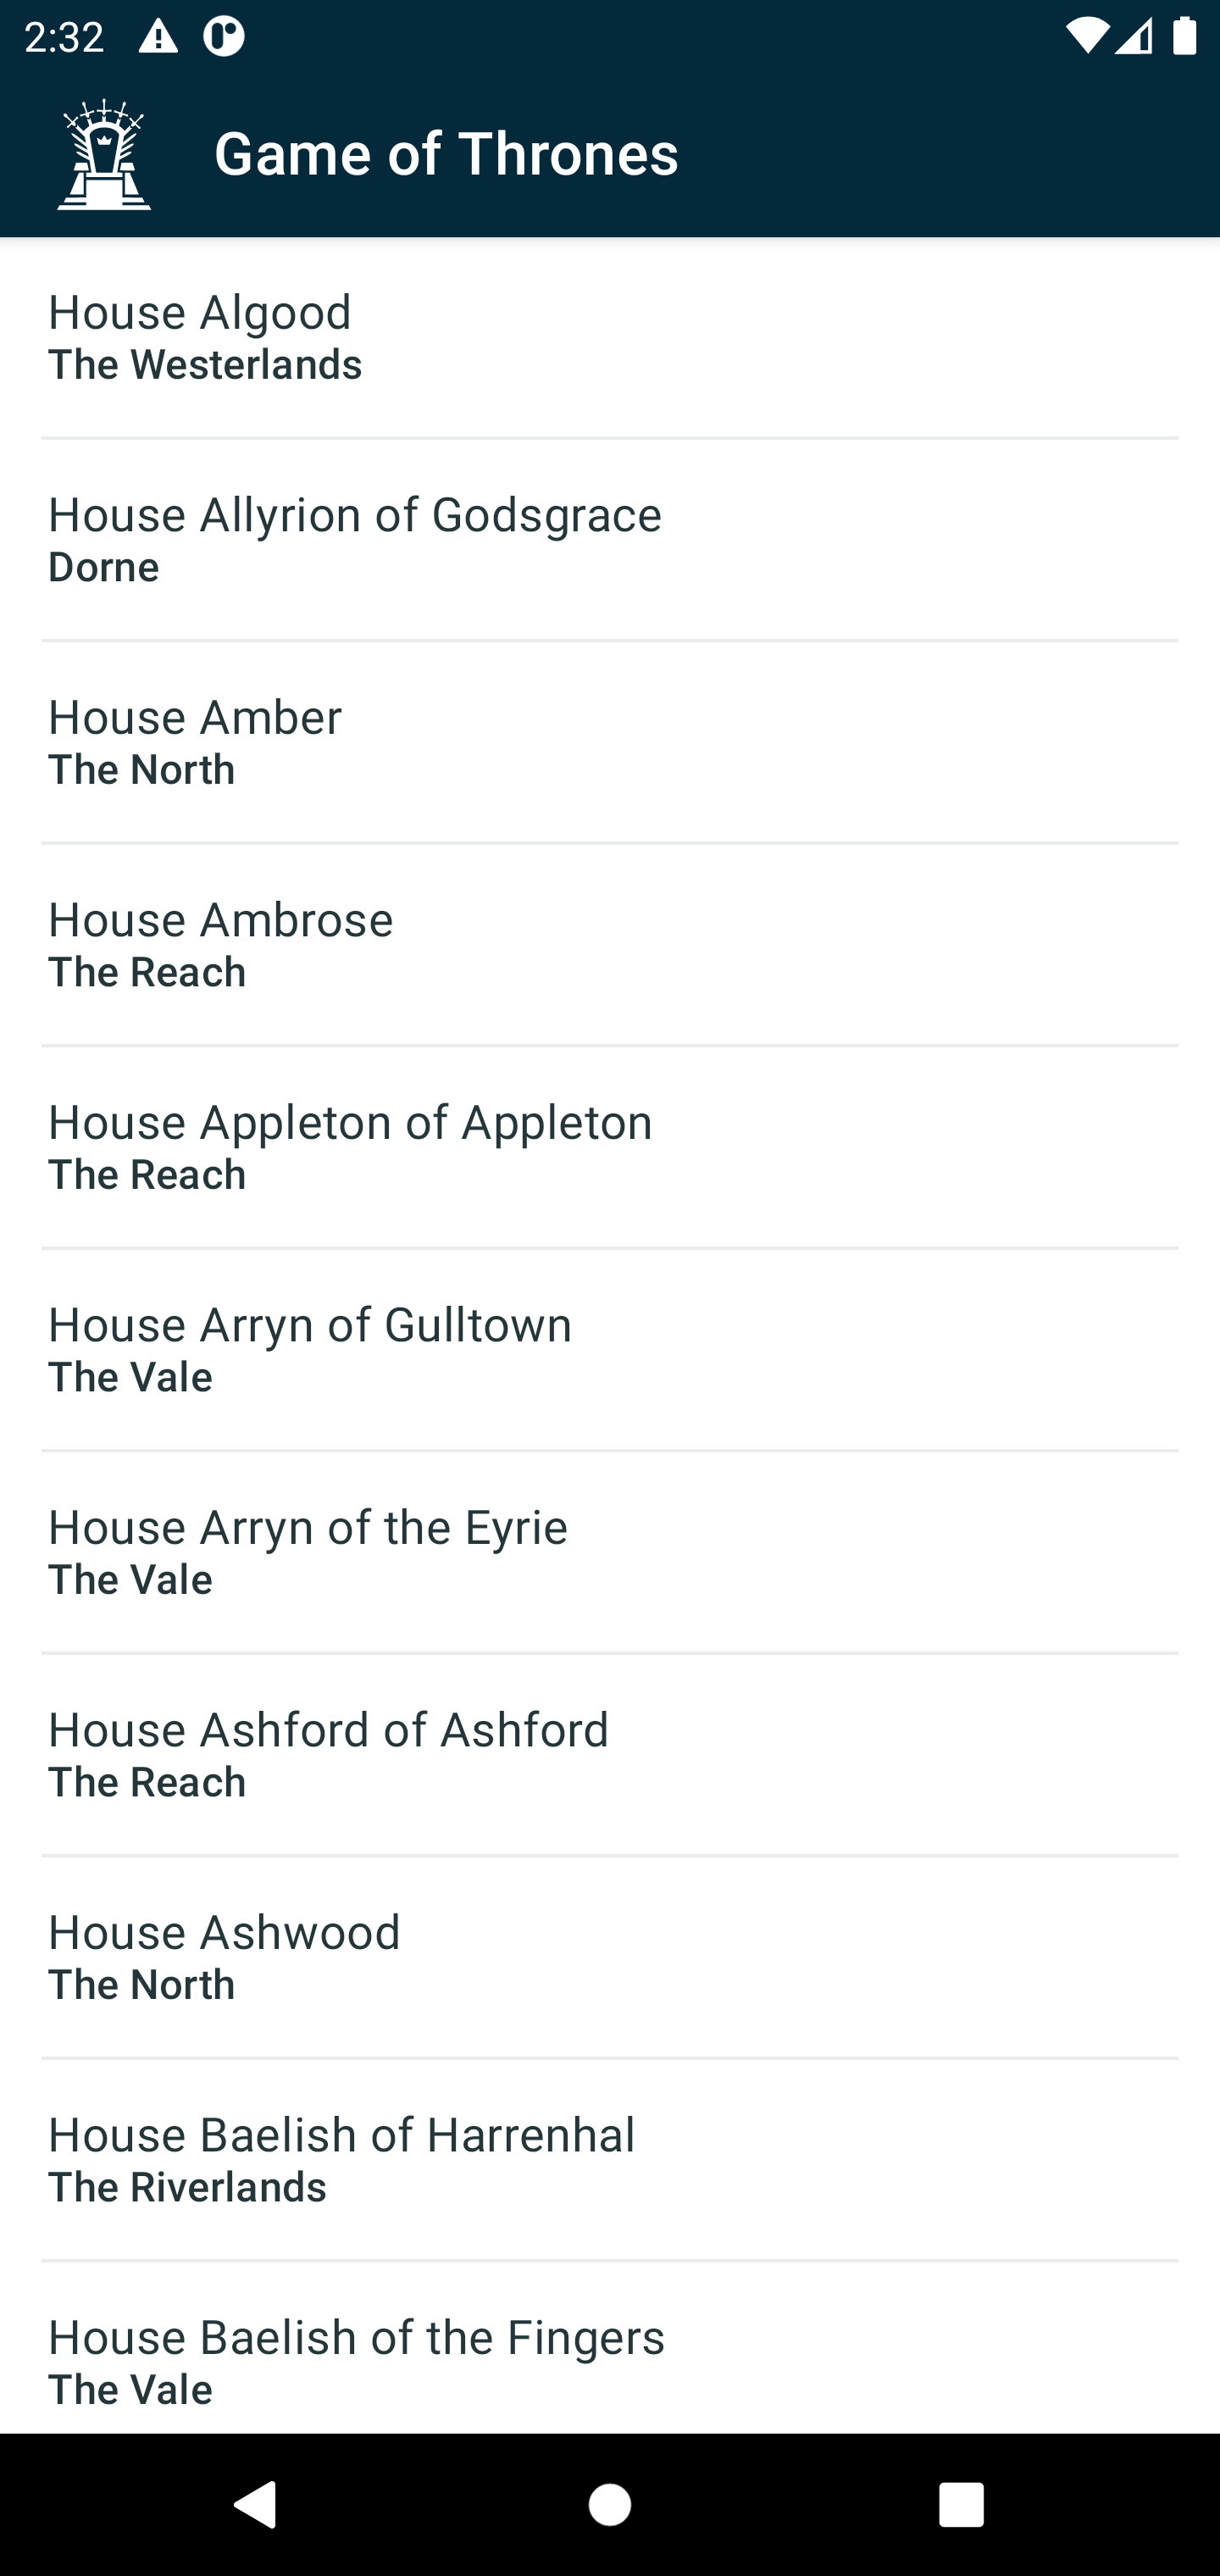 2:32
Game of Thrones
House Algood
The Westerlands
House Allyrion of Godsgrace
Dorne
House Amber
The North
House Ambrose
The Reach
House Appleton of Appleton
The Reach
House Arryn of Gulltown
The Vale
House Arryn of the Eyrie
The Vale
House Ashford of Ashford
The Reach
House Ashwood
The North
House Baelish of Harrenhal
The Riverlands
House Baelish of the Fingers
The Vale